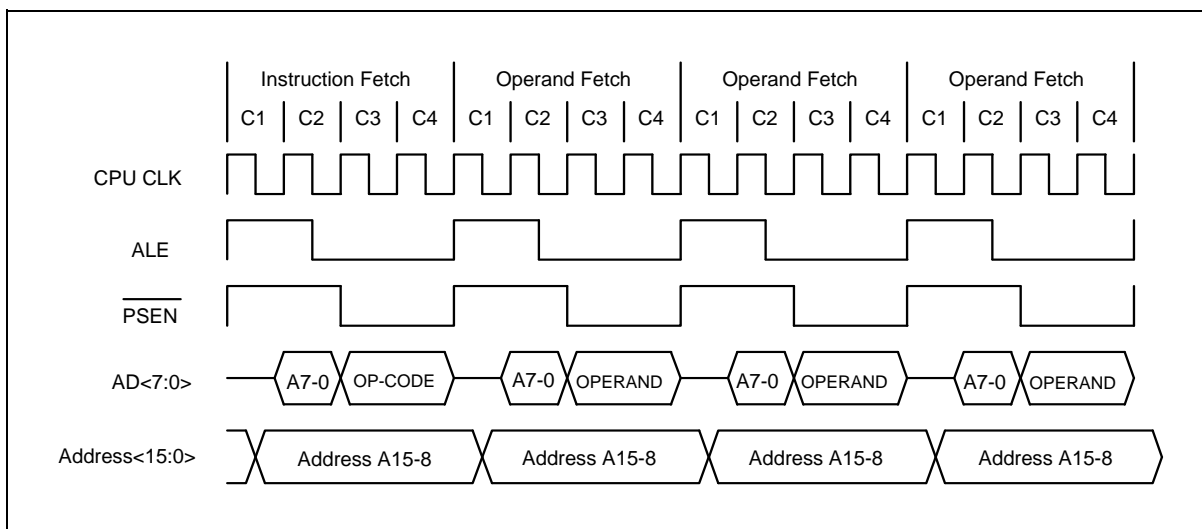 Instruction Fetch Operand Fetch Operand Fetch Operand Fetch
C1 C2 C3 C4 C1 C2 C3 C4 C1 C2 C3 C4 C1 C2 C3 C4
CPU CLK
ALE
PSEN
AD<7:0> A7-0 OP-CODE A7-0 OPERAND A7-0 OPERAND A7-0 OPERAND
Address<15:0> Address A15-8 Address A15-8 Address A15-8 Address A15-8